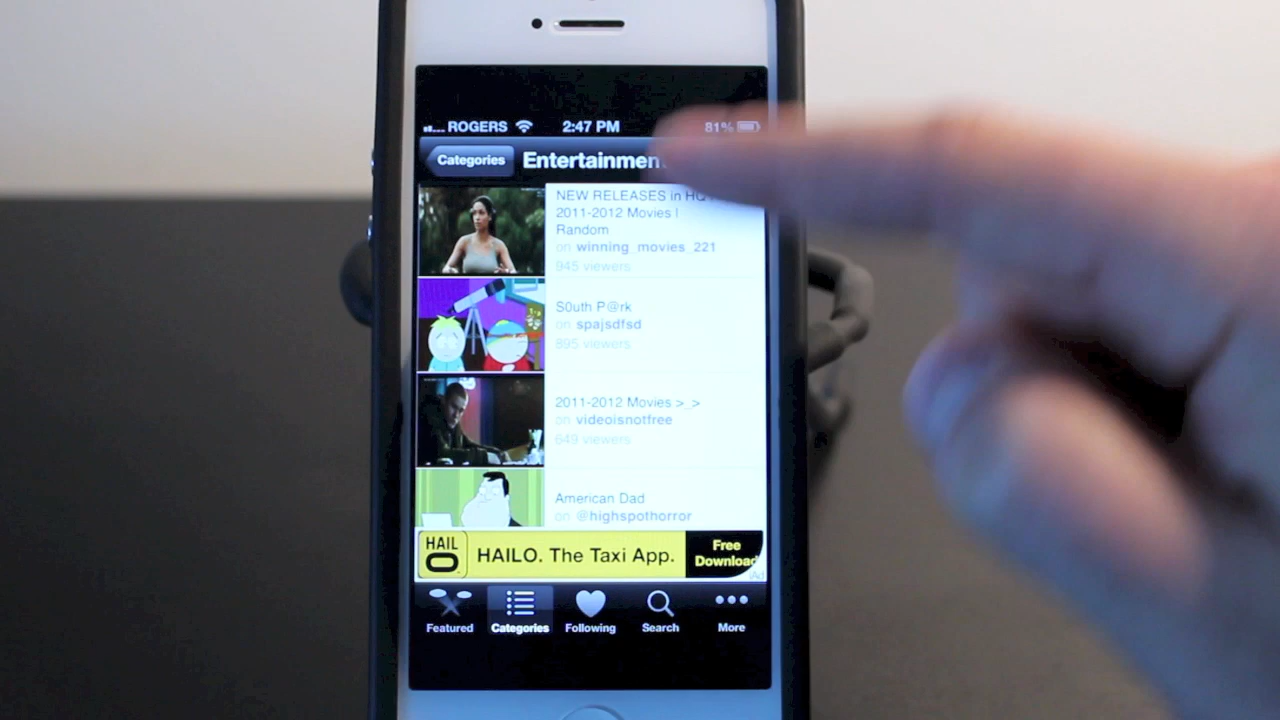 ROGERS 2:47 PM 81%
Categories Entertainmen
NEW RELEASES in HQ
2011-2012 Movies |
Random
on winning_movies_221
945 viewers
S0uth P@rk
on spajsdfsd
895 viewers
2011-2012 Movies >_>
on videoisnotfree
649 viewers
American Dad
on @highspothorror
HAIL
O
HAILO. The Taxi App.
Free
Download
iAd
Featured Categories Following Search More